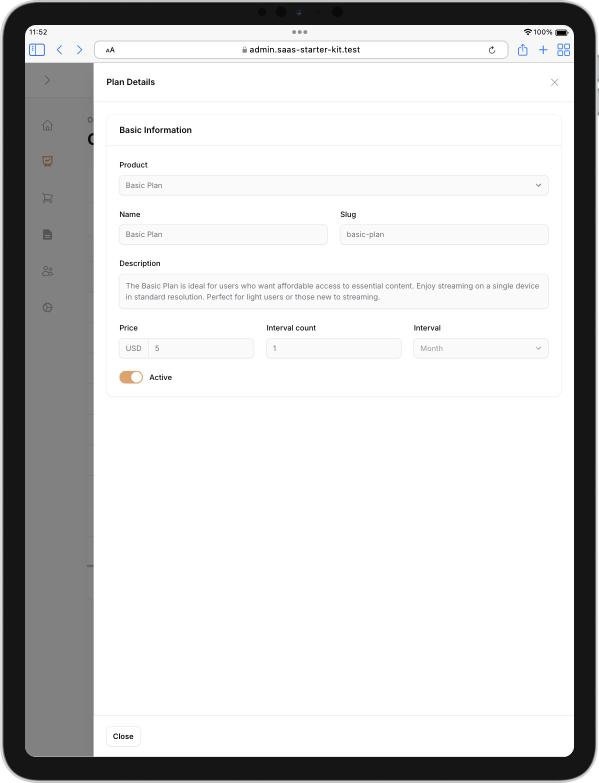 11:52
100%
AA
admin.saas-starter-kit.test
Plan Details
Basic Information
Product
Basic Plan
Name
Slug
Basic Plan
basic-plan
Description
The Basic Plan is ideal for users who want affordable access to essential content. Enjoy streaming on a single device
in standard resolution. Perfect for light users or those new to streaming.
Price
Interval count
Interval
USD
5
1
Month
Active
Close